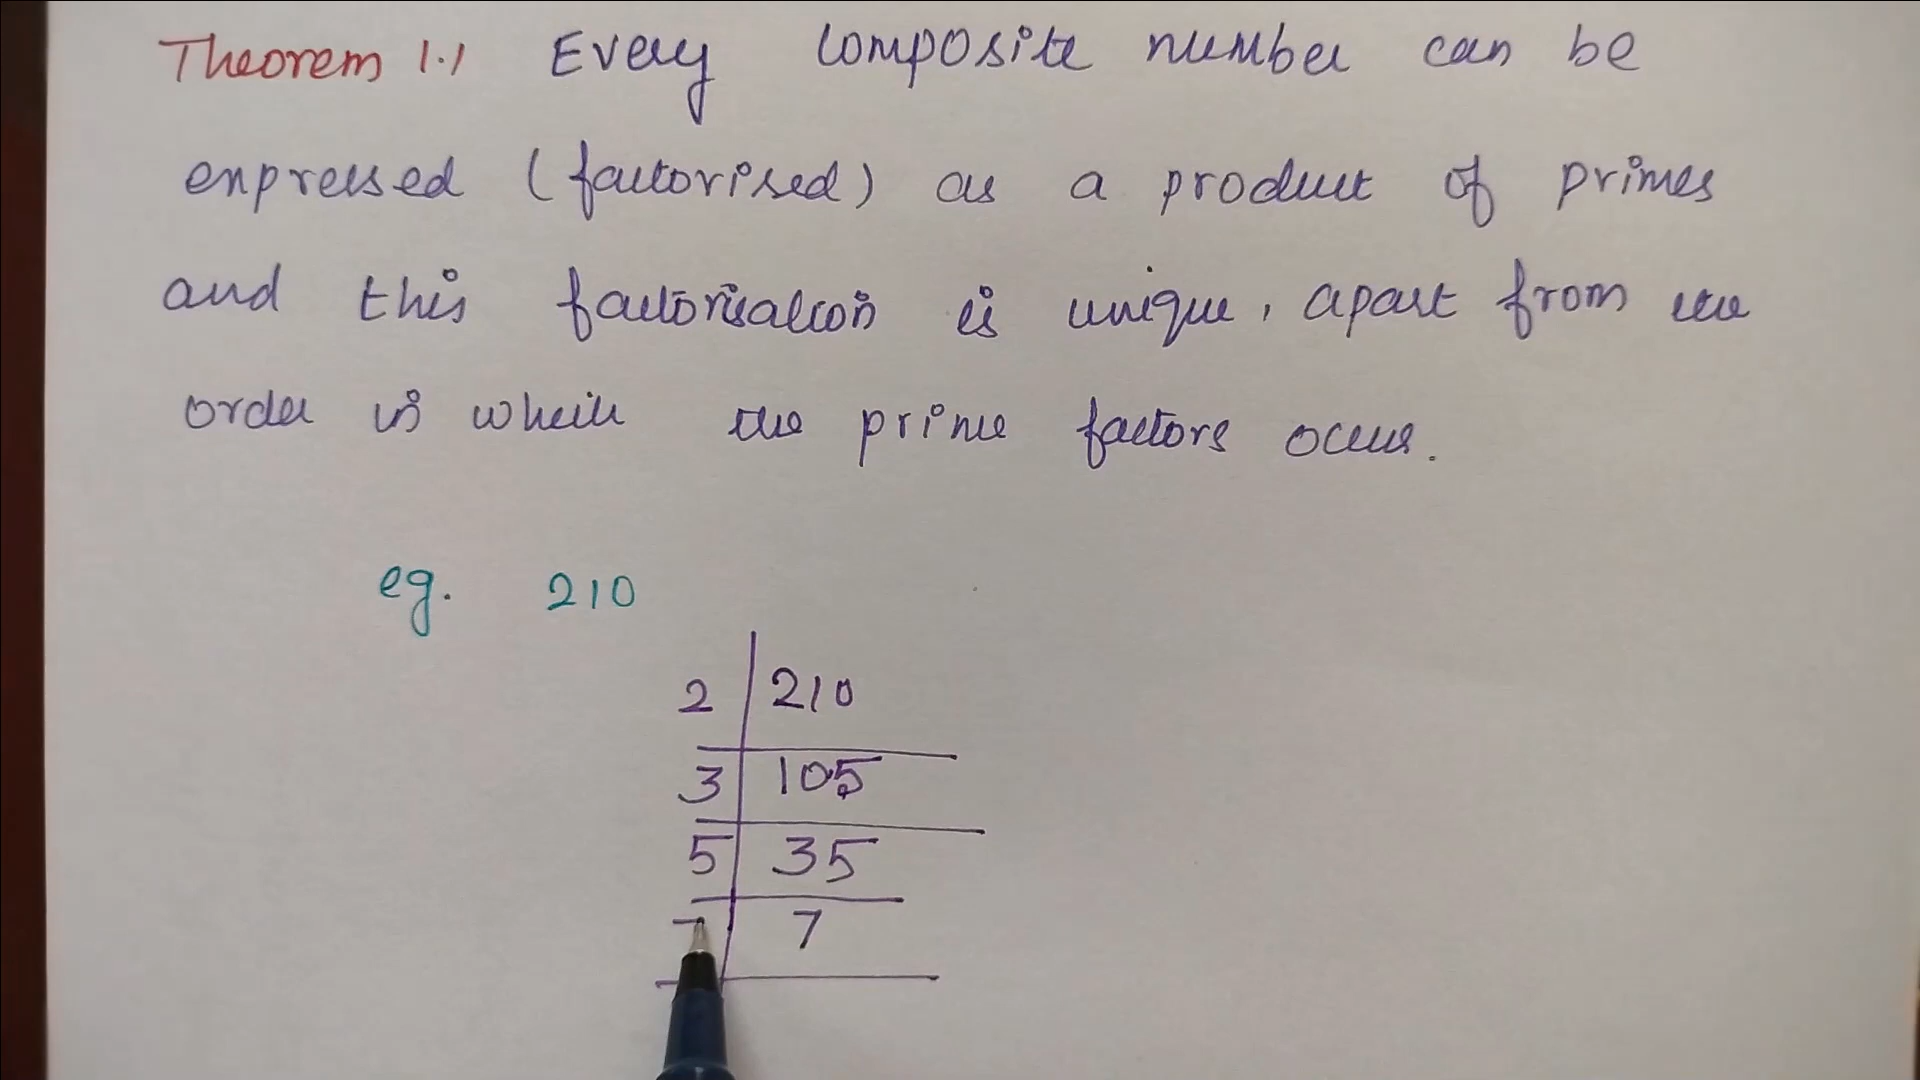 Theorem 1.1 Every composite number can be
expressed (factorised) as a product of primes
and this factorisation is unique, apart from the
order in which the prime factors occur.
eg. 210
2 | 210
3 | 105
5 | 35
7 | 7